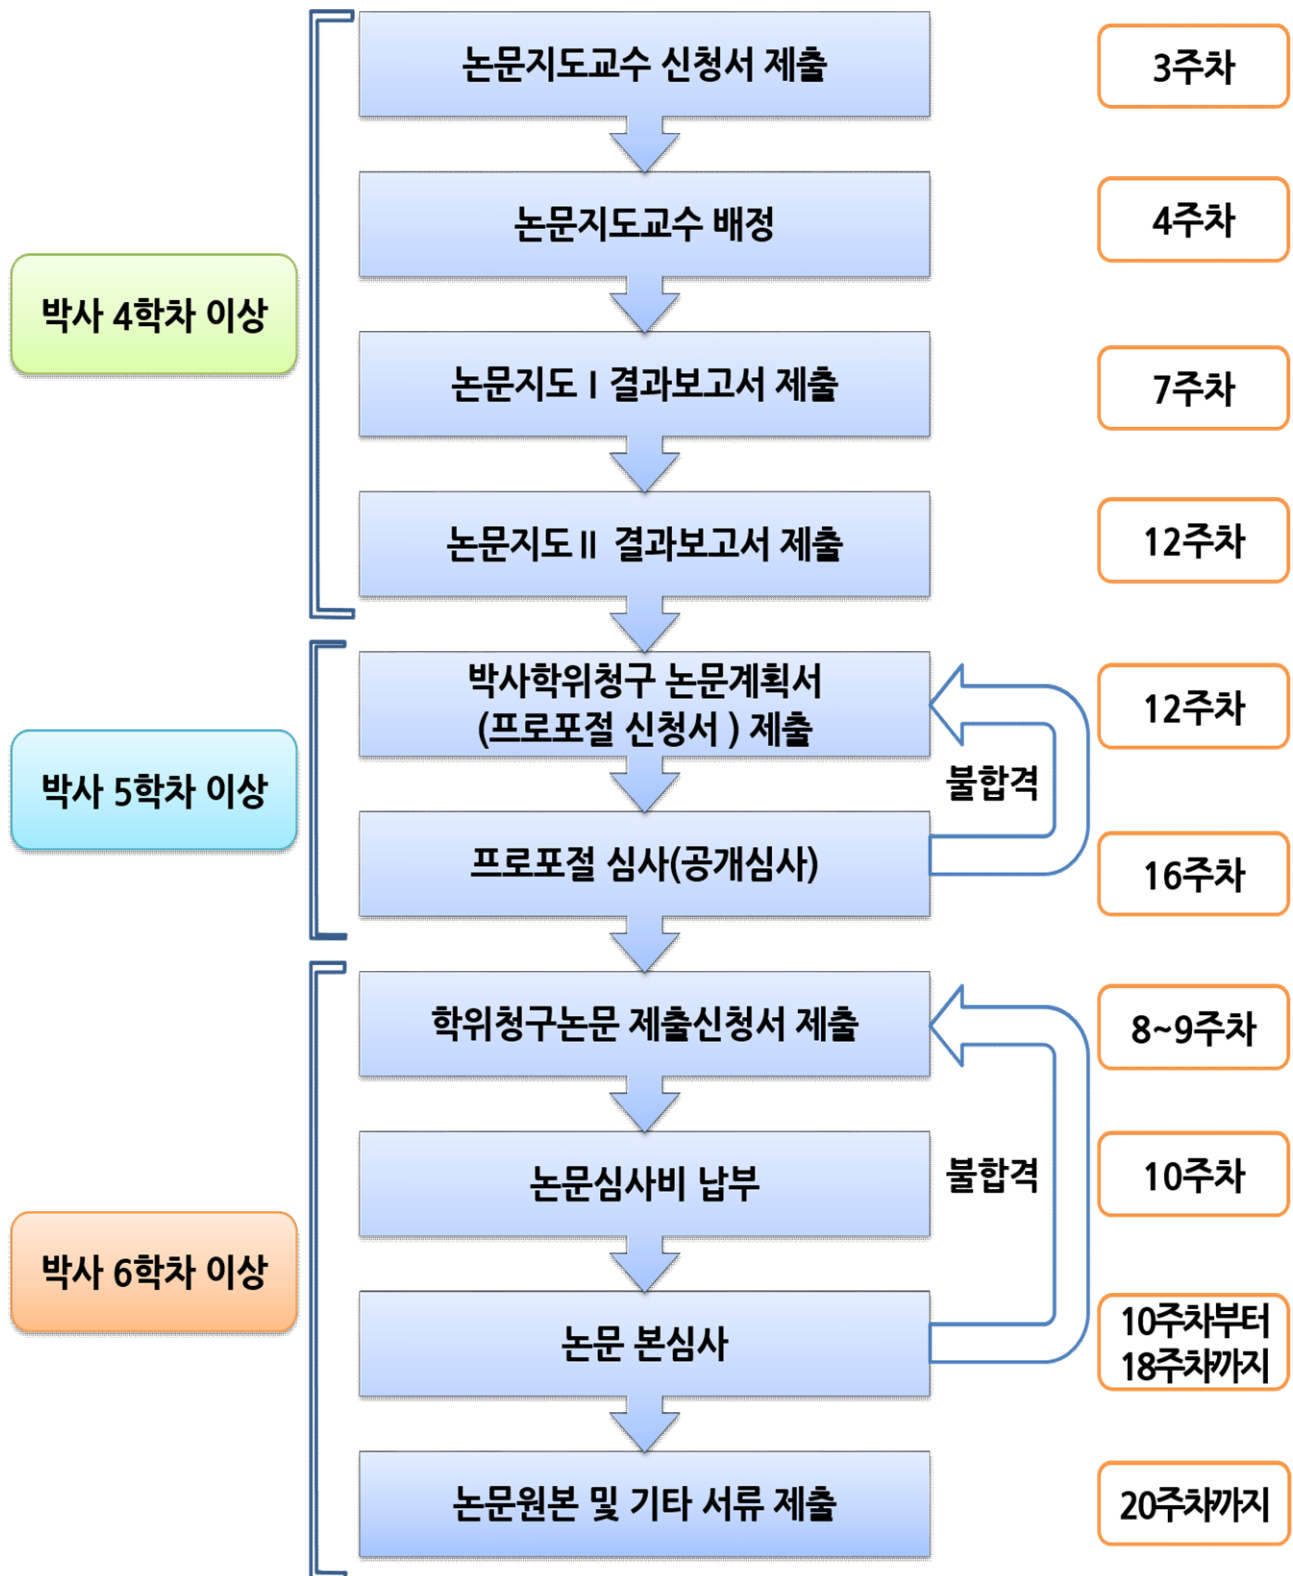 논문지도교수 신청서 제출
3주차
논문지도교수 배정
4주차
박사 4학차 이상
논문지도 I 결과보고서 제출
7주차
논문지도 II 결과보고서 제출
12주차
박사학위청구 논문계획서
(프로포절 신청서 ) 제출
12주차
불합격
박사 5학차 이상
프로포절 심사(공개심사)
16주차
학위청구논문 제출신청서 제출
8~9주차
논문심사비 납부
불합격
10주차
박사 6학차 이상
논문 본심사
10주차부터
18주차까지
논문원본 및 기타 서류 제출
20주차까지